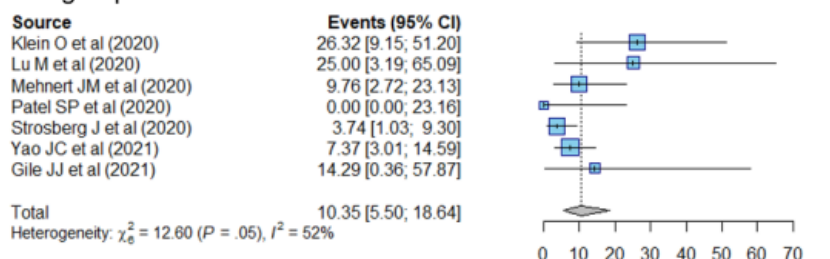 Source Events (95% CI)
Klein O et al (2020) 26.32 [9.15; 51.20]
Lu M et al (2020) 25.00 [3.19; 65.09]
Mehnert JM et al (2020) 9.76 [2.72; 23.13]
Patel SP et al (2020) 0.00 [0.00; 23.16]
Strosberg J et al (2020) 3.74 [1.03; 9.30]
Yao JC et al (2021) 7.37 [3.01; 14.59]
Gile JJ et al (2021) 14.29 [0.36; 57.87]
Total 10.35 [5.50; 18.64]
Heterogeneity: χ²₆ = 12.60 (P = .05), I² = 52%
0 10 20 30 40 50 60 70